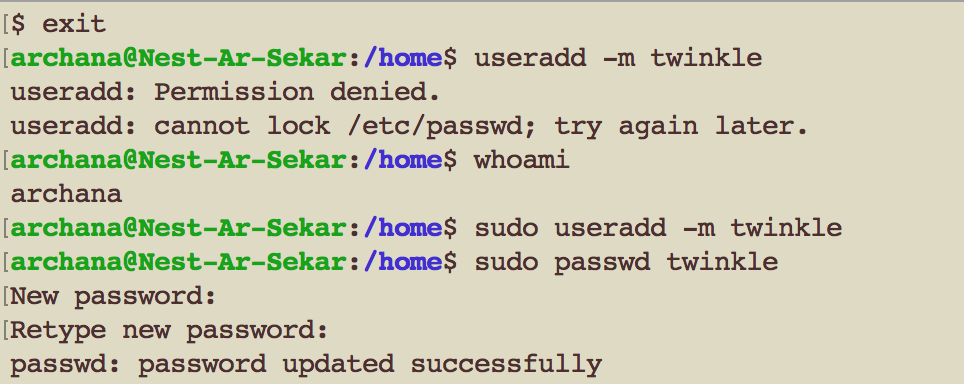 [$ exit
[archana@Nest-Ar-Sekar:/home$ useradd -m twinkle
useradd: Permission denied.
useradd: cannot lock /etc/passwd; try again later.
[archana@Nest-Ar-Sekar:/home$ whoami
archana
[archana@Nest-Ar-Sekar:/home$ sudo useradd -m twinkle
[archana@Nest-Ar-Sekar:/home$ sudo passwd twinkle
[New password:
[Retype new password:
passwd: password updated successfully